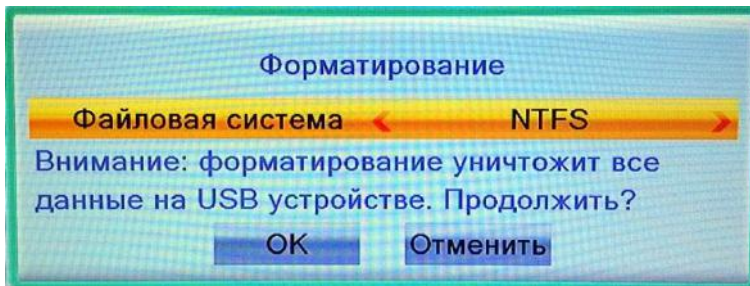 Форматирование
Файловая система NTFS
Внимание: форматирование уничтожит все
данные на USB устройстве. Продолжить?
OK Отменить